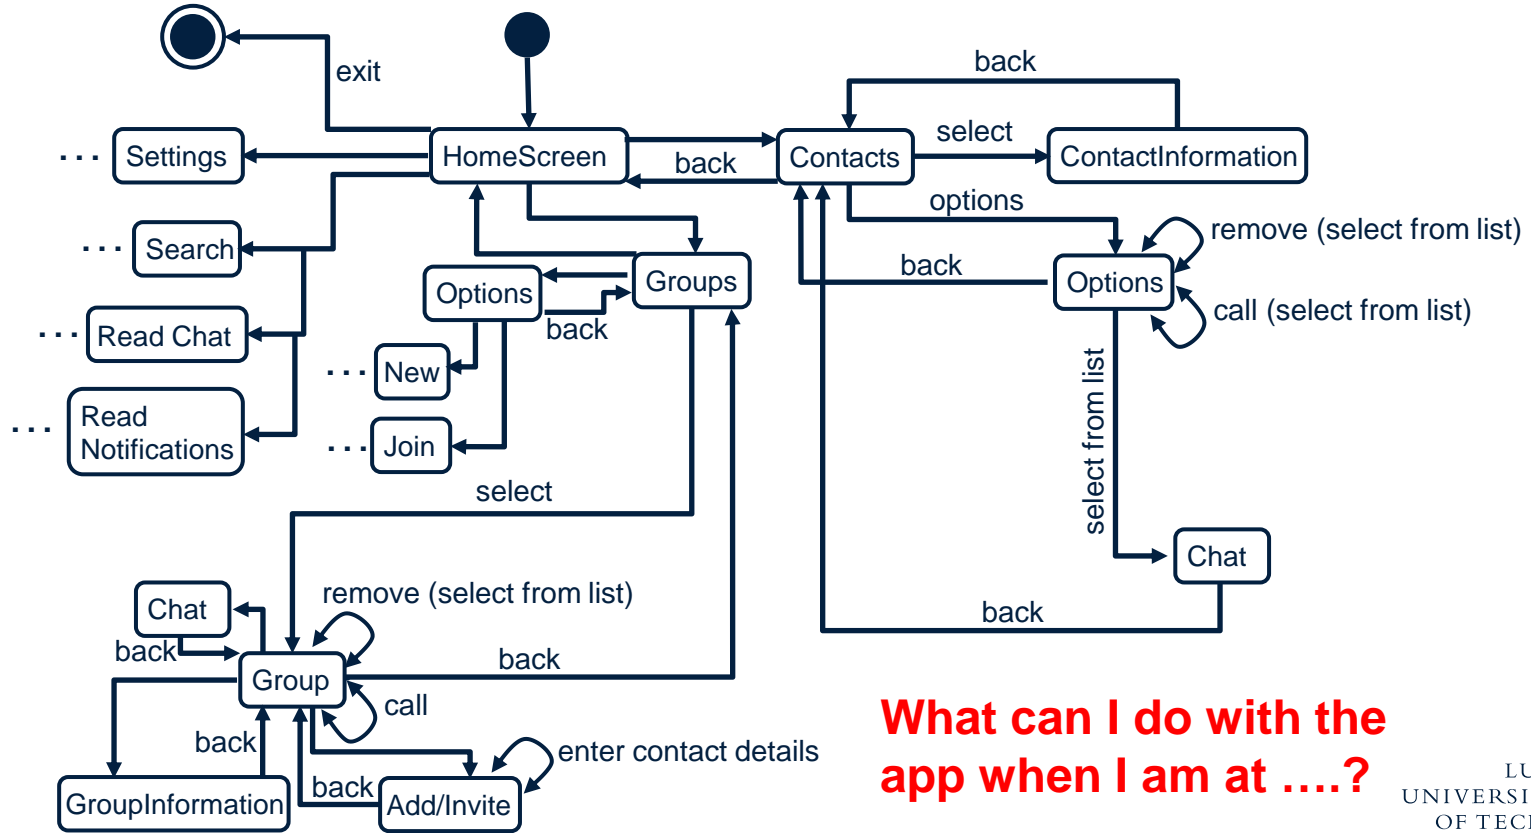 back
exit
select
. . . Settings
HomeScreen
Contacts
ContactInformation
back
options
remove (select from list)
. . . Search
back
Options
Groups
Options
call (select from list)
. . . Read Chat
back
. . . New
select from list
. . . Read
Notifications
. . . Join
select
Chat
remove (select from list)
Chat
back
back
back
Group
call
What can I do with the
app when I am at ....?
back
enter contact details
back
GroupInformation
Add/Invite
OF TEC